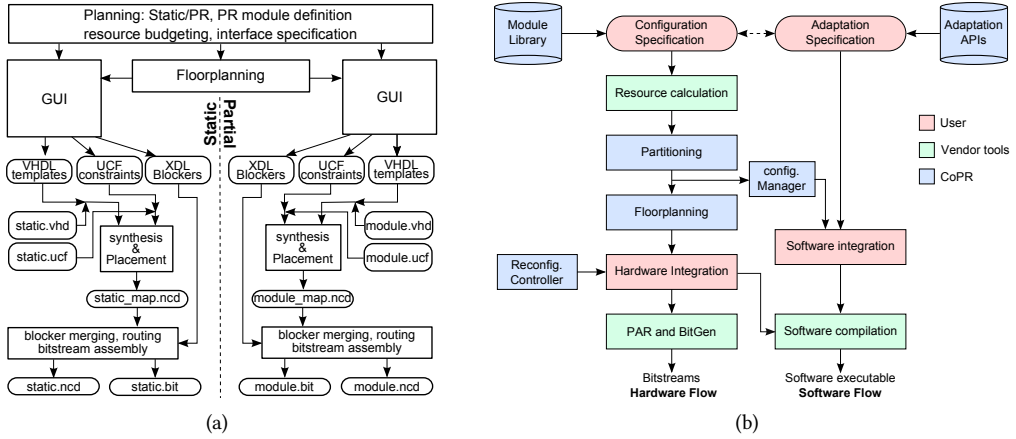 Planning: Static/PR, PR module definition
resource budgeting, interface specification
GUI
Floorplanning
GUI
Static
Partial
VHDL
templates
UCF
constraints
XDL
Blockers
XDL
Blockers
UCF
constraints
VHDL
templates
static.vhd
static.ucf
synthesis
&
Placement
synthesis
&
Placement
module.vhd
module.ucf
static_map.ncd
module_map.ncd
blocker merging, routing
bitstream assembly
blocker merging, routing
bitstream assembly
static.ncd
static.bit
module.bit
module.ncd
(a)
Module
Library
Configuration
Specification
Adaptation
Specification
Adaptation
APIs
Resource calculation
Partitioning
config.
Manager
Floorplanning
Software integration
Reconfig.
Controller
Hardware Integration
PAR and BitGen
Software compilation
Bitstreams
Hardware Flow
Software executable
Software Flow
User
Vendor tools
CoPR
(b)